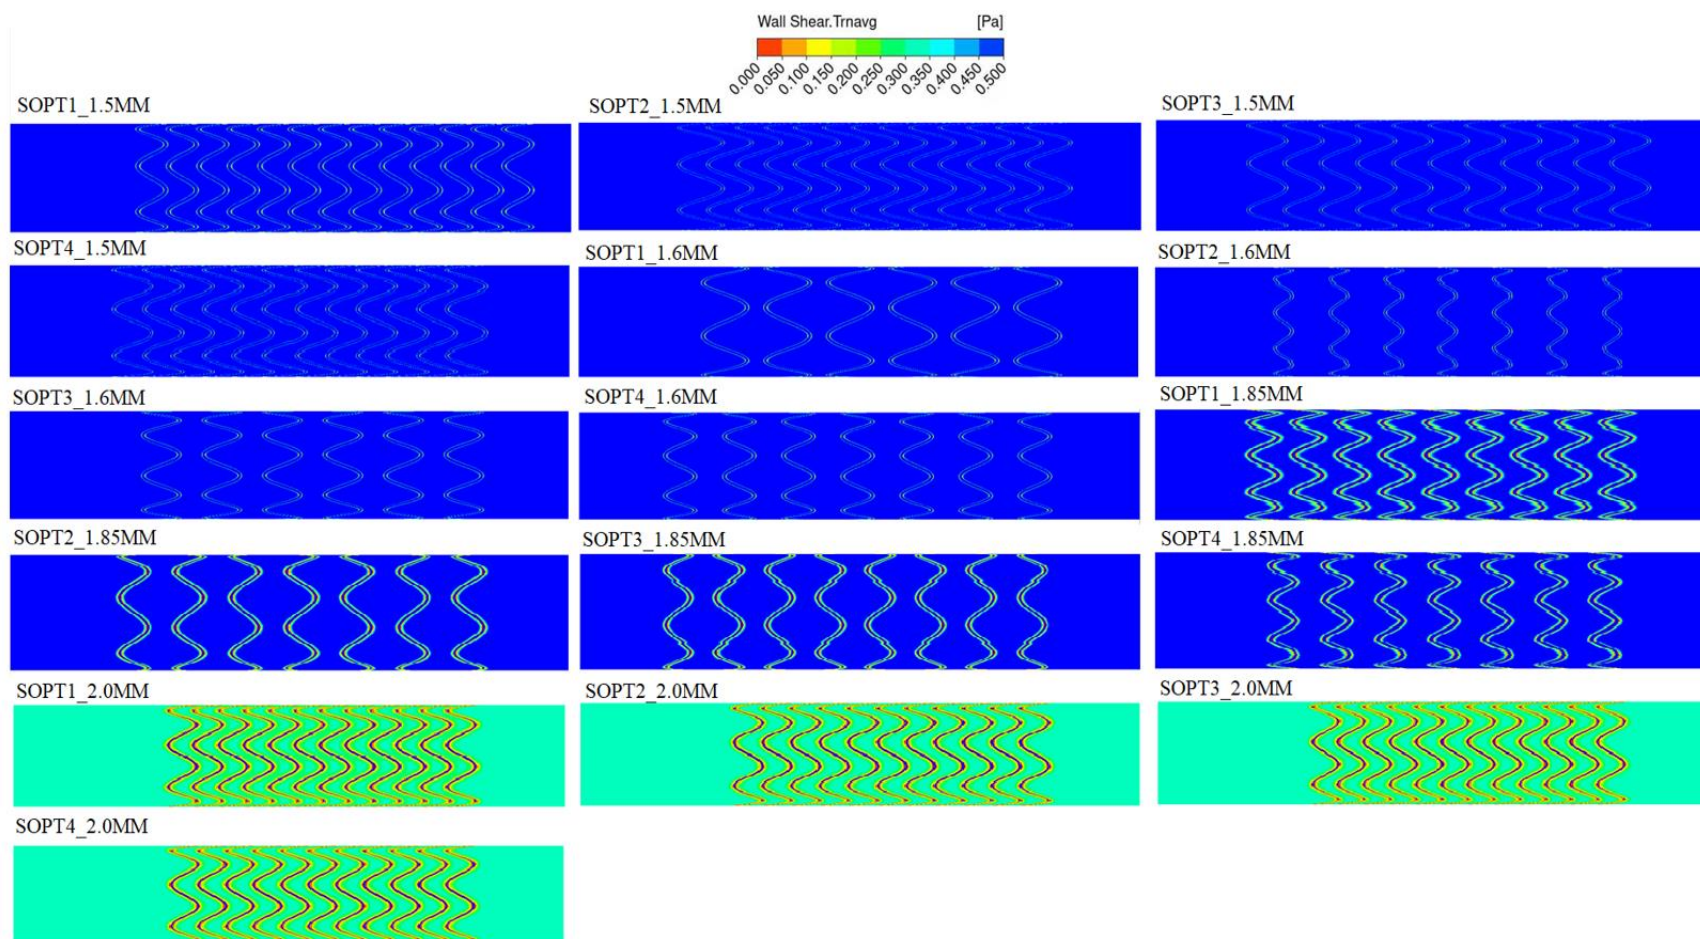 Wall Shear.Trnavg [Pa]
0.000 0.050 0.100 0.150 0.200 0.250 0.300 0.350 0.400 0.450 0.500
SOPT1_1.5MM SOPT2_1.5MM SOPT3_1.5MM
SOPT4_1.5MM SOPT1_1.6MM SOPT2_1.6MM
SOPT3_1.6MM SOPT4_1.6MM SOPT1_1.85MM
SOPT2_1.85MM SOPT3_1.85MM SOPT4_1.85MM
SOPT1_2.0MM SOPT2_2.0MM SOPT3_2.0MM
SOPT4_2.0MM